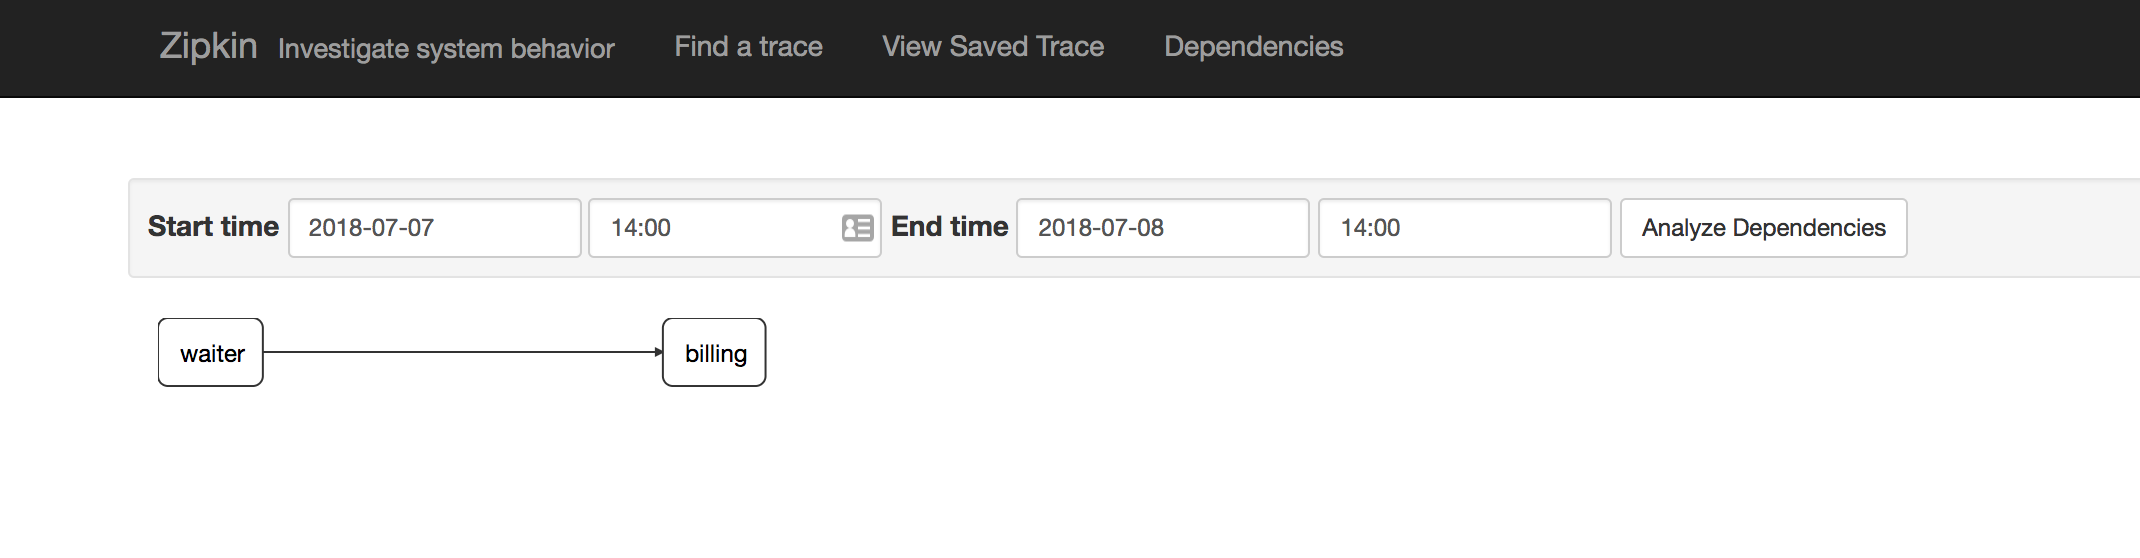 Zipkin Investigate system behavior Find a trace View Saved Trace Dependencies
Start time 2018-07-07 14:00 End time 2018-07-08 14:00 Analyze Dependencies
waiter billing